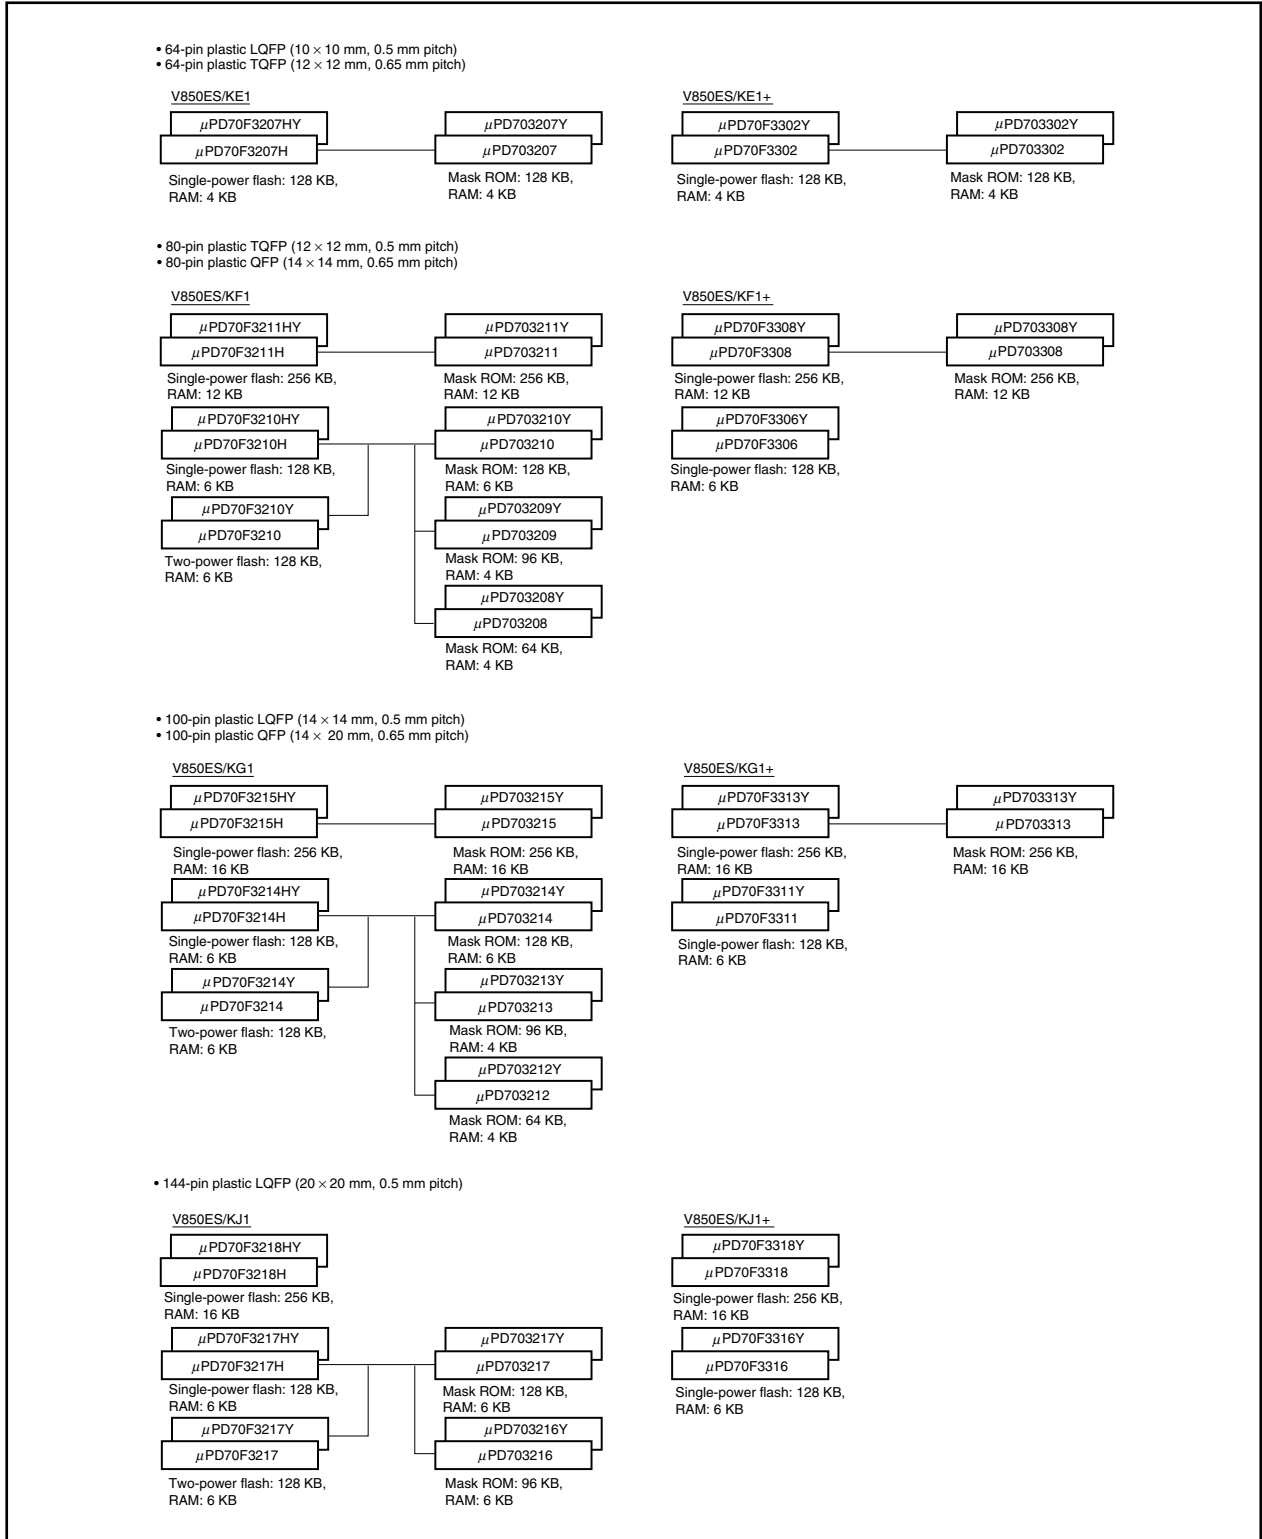 • 64-pin plastic LQFP (10 × 10 mm, 0.5 mm pitch)
• 64-pin plastic TQFP (12 × 12 mm, 0.65 mm pitch)
V850ES/KE1
μPD70F3207HY
μPD70F3207H
Single-power flash: 128 KB,
RAM: 4 KB
μPD703207Y
μPD703207
Mask ROM: 128 KB,
RAM: 4 KB
V850ES/KE1+
μPD70F3302Y
μPD70F3302
Single-power flash: 128 KB,
RAM: 4 KB
μPD703302Y
μPD703302
Mask ROM: 128 KB,
RAM: 4 KB
• 80-pin plastic TQFP (12 × 12 mm, 0.5 mm pitch)
• 80-pin plastic QFP (14 × 14 mm, 0.65 mm pitch)
V850ES/KF1
μPD70F3211HY
μPD70F3211H
Single-power flash: 256 KB,
RAM: 12 KB
μPD70F3210HY
μPD70F3210H
Single-power flash: 128 KB,
RAM: 6 KB
μPD70F3210Y
μPD70F3210
Two-power flash: 128 KB,
RAM: 6 KB
μPD703211Y
μPD703211
Mask ROM: 256 KB,
RAM: 12 KB
μPD703210Y
μPD703210
Mask ROM: 128 KB,
RAM: 6 KB
μPD703209Y
μPD703209
Mask ROM: 96 KB,
RAM: 4 KB
μPD703208Y
μPD703208
Mask ROM: 64 KB,
RAM: 4 KB
V850ES/KF1+
μPD70F3308Y
μPD70F3308
Single-power flash: 256 KB,
RAM: 12 KB
μPD70F3306Y
μPD70F3306
Single-power flash: 128 KB,
RAM: 6 KB
μPD703308Y
μPD703308
Mask ROM: 256 KB,
RAM: 12 KB
• 100-pin plastic LQFP (14 × 14 mm, 0.5 mm pitch)
• 100-pin plastic QFP (14 × 20 mm, 0.65 mm pitch)
V850ES/KG1
μPD70F3215HY
μPD70F3215H
Single-power flash: 256 KB,
RAM: 16 KB
μPD70F3214HY
μPD70F3214H
Single-power flash: 128 KB,
RAM: 6 KB
μPD70F3214Y
μPD70F3214
Two-power flash: 128 KB,
RAM: 6 KB
μPD703215Y
μPD703215
Mask ROM: 256 KB,
RAM: 16 KB
μPD703214Y
μPD703214
Mask ROM: 128 KB,
RAM: 6 KB
μPD703213Y
μPD703213
Mask ROM: 96 KB,
RAM: 4 KB
μPD703212Y
μPD703212
Mask ROM: 64 KB,
RAM: 4 KB
V850ES/KG1+
μPD70F3313Y
μPD70F3313
Single-power flash: 256 KB,
RAM: 16 KB
μPD70F3311Y
μPD70F3311
Single-power flash: 128 KB,
RAM: 6 KB
μPD703313Y
μPD703313
Mask ROM: 256 KB,
RAM: 16 KB
• 144-pin plastic LQFP (20 × 20 mm, 0.5 mm pitch)
V850ES/KJ1
μPD70F3218HY
μPD70F3218H
Single-power flash: 256 KB,
RAM: 16 KB
μPD70F3217HY
μPD70F3217H
Single-power flash: 128 KB,
RAM: 6 KB
μPD70F3217Y
μPD70F3217
Two-power flash: 128 KB,
RAM: 6 KB
μPD703217Y
μPD703217
Mask ROM: 128 KB,
RAM: 6 KB
μPD703216Y
μPD703216
Mask ROM: 96 KB,
RAM: 6 KB
V850ES/KJ1+
μPD70F3318Y
μPD70F3318
Single-power flash: 256 KB,
RAM: 16 KB
μPD70F3316Y
μPD70F3316
Single-power flash: 128 KB,
RAM: 6 KB